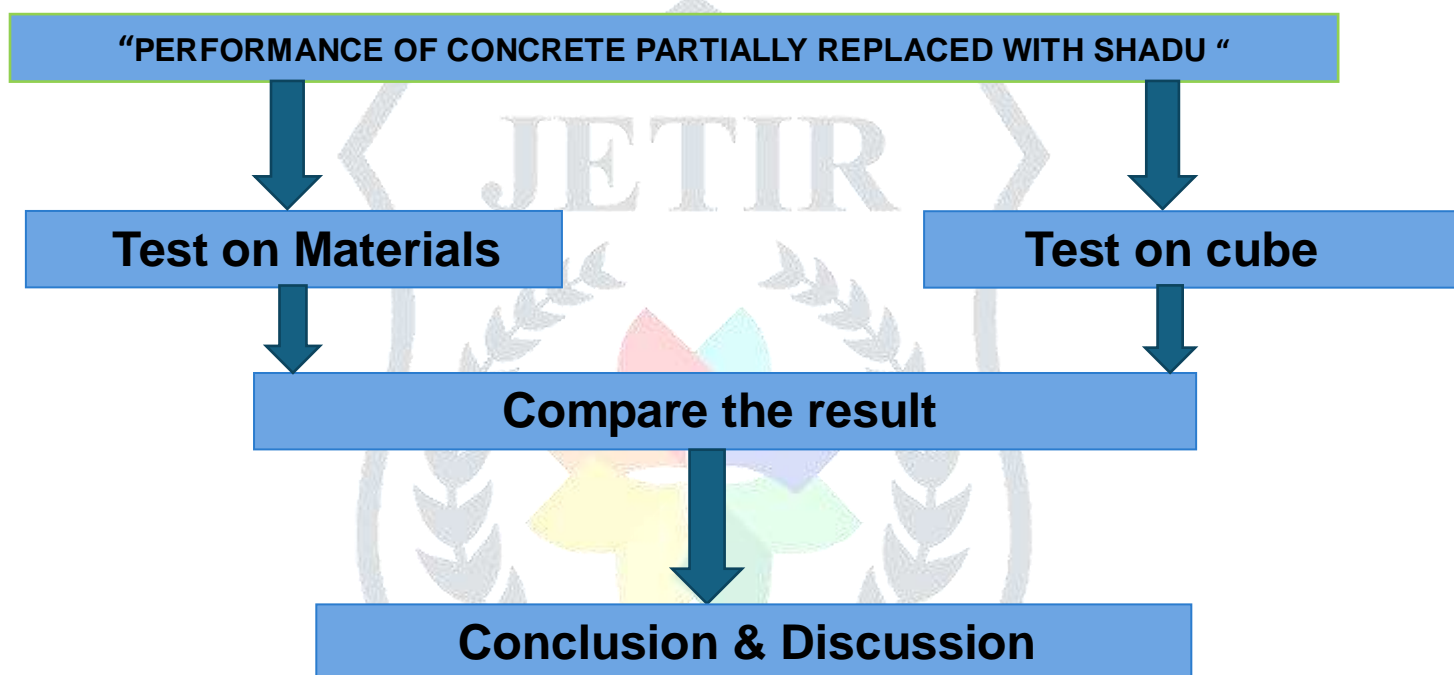 “PERFORMANCE OF CONCRETE PARTIALLY REPLACED WITH SHADU “
JETIR
Test on Materials
Test on cube
Compare the result
Conclusion & Discussion